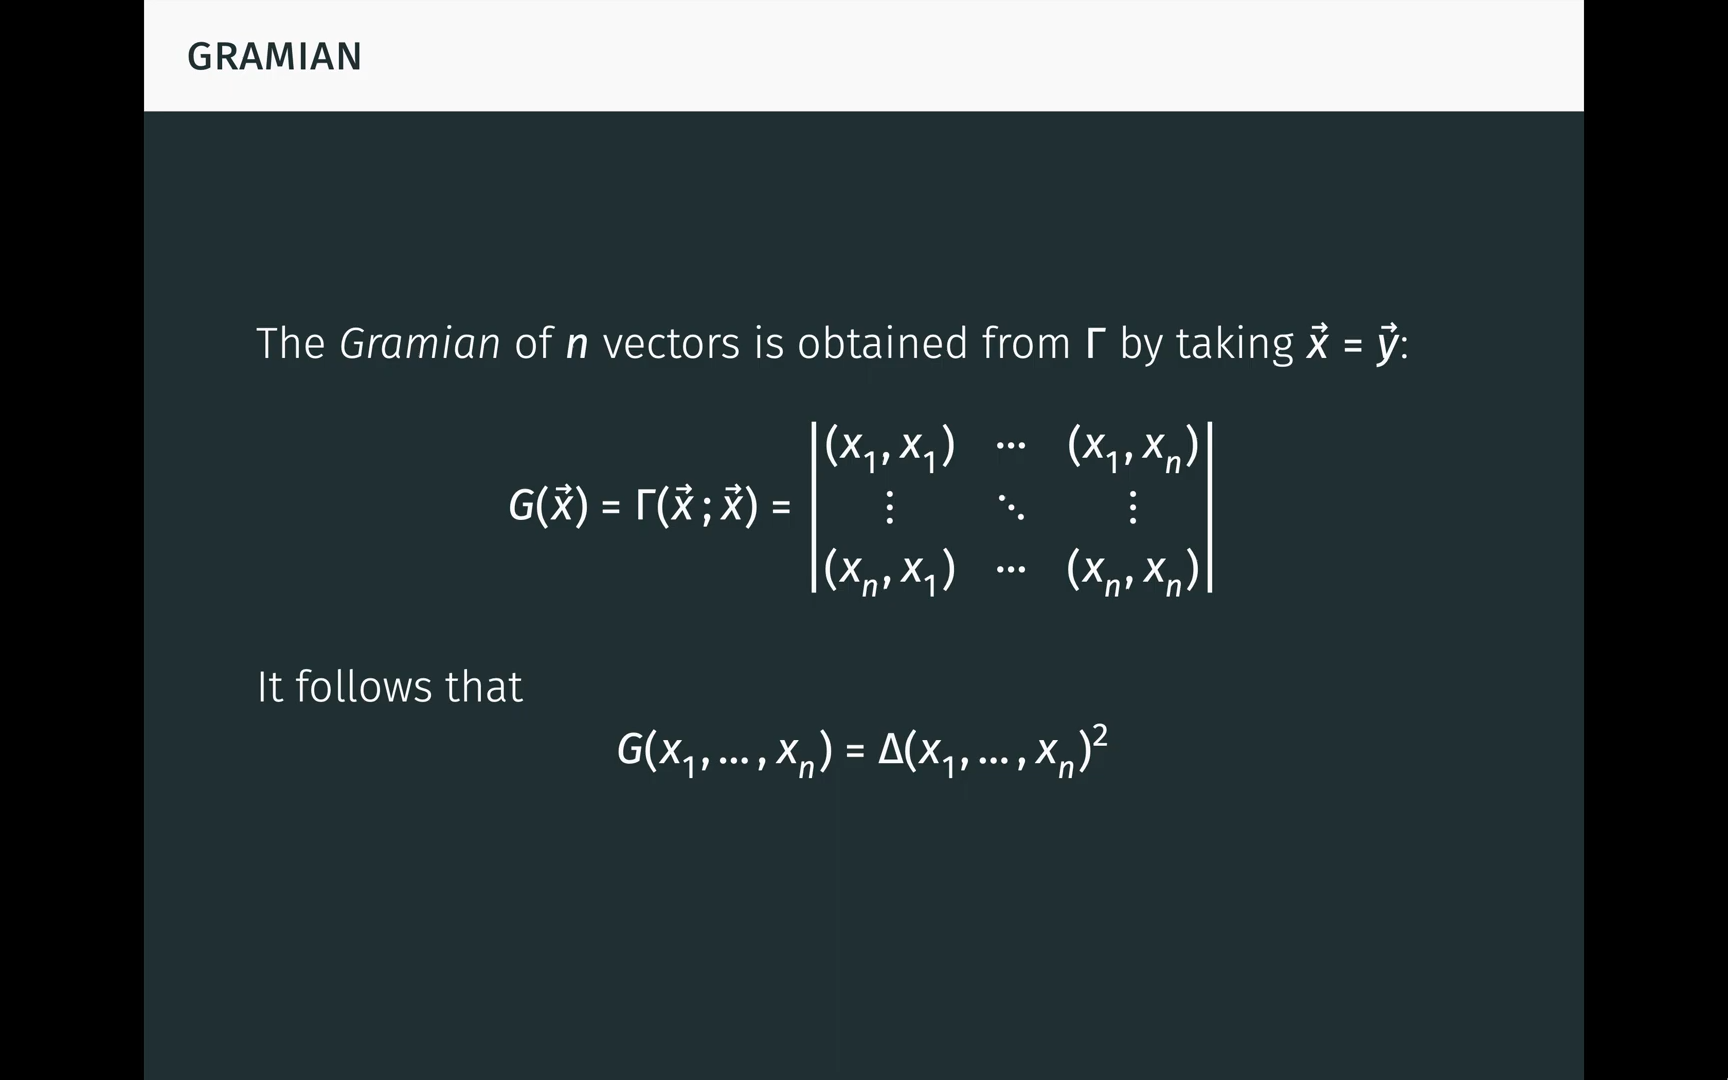 GRAMIAN
The Gramian of n vectors is obtained from Γ by taking x⃗ = y⃗:
G(x⃗) = Γ(x⃗ ; x⃗) = |(x₁, x₁) ⋯ (x₁, xₙ)|
⋮ ⋱ ⋮
|(xₙ, x₁) ⋯ (xₙ, xₙ)|
It follows that
G(x₁, … , xₙ) = Δ(x₁, … , xₙ)²